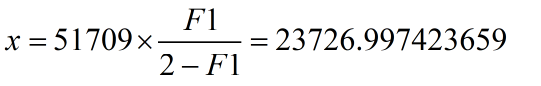 x = 51709 × F1 / (2 − F1) = 23726.997423659